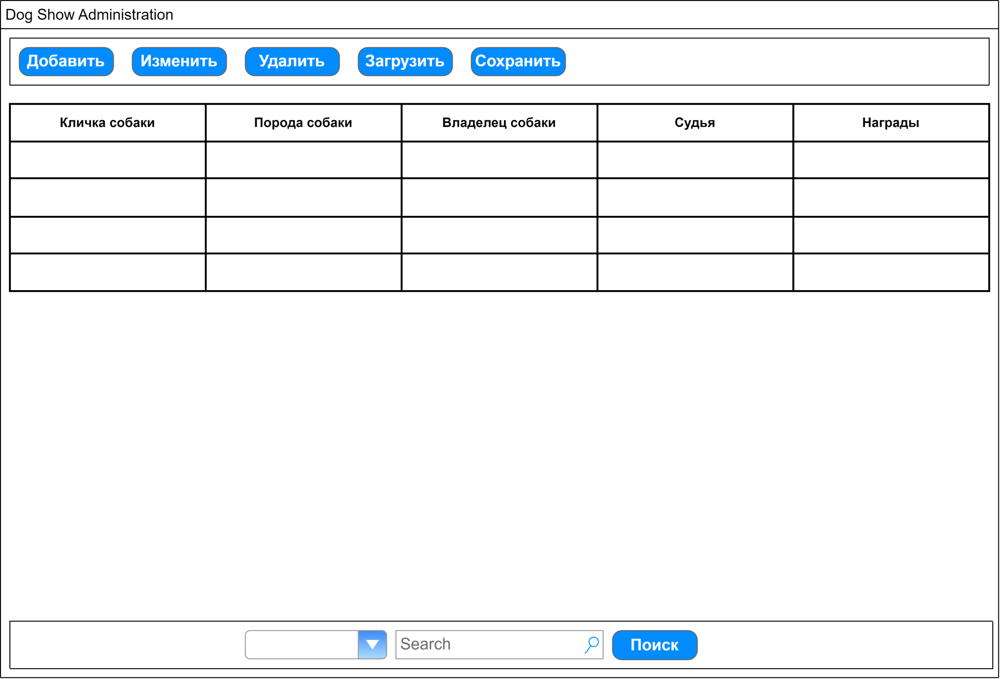 Dog Show Administration
Добавить Изменить Удалить Загрузить Сохранить
Кличка собаки Порода собаки Владелец собаки Судья Награды
Search Поиск